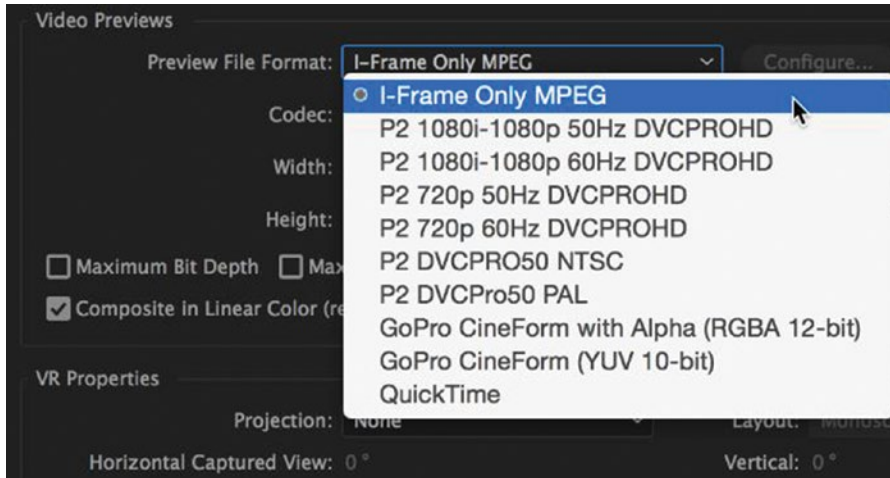 Video Previews
Preview File Format: I-Frame Only MPEG Configure...
I-Frame Only MPEG
Codec:
P2 1080i-1080p 50Hz DVCPROHD
Width:
P2 1080i-1080p 60Hz DVCPROHD
P2 720p 50Hz DVCPROHD
Height:
P2 720p 60Hz DVCPROHD
Maximum Bit Depth
P2 DVCPRO50 NTSC
P2 DVCPro50 PAL
Composite in Linear Color
GoPro CineForm with Alpha (RGBA 12-bit)
GoPro CineForm (YUV 10-bit)
VR Properties
QuickTime
Projection: None Layout:
Horizontal Captured View: 0° Vertical: 0°